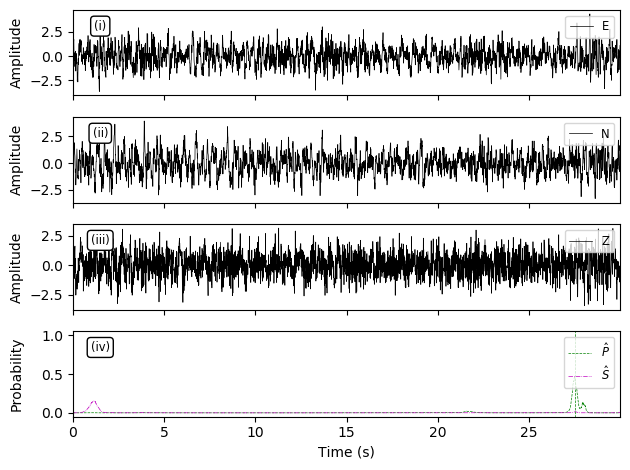 Amplitude
2.5
0.0
−2.5
(i)
E
Amplitude
2.5
0.0
−2.5
(ii)
N
Amplitude
2.5
0.0
−2.5
(iii)
Z
Probability
1.0
0.5
0.0
(iv)
P̂
Ŝ
0 5 10 15 20 25
Time (s)